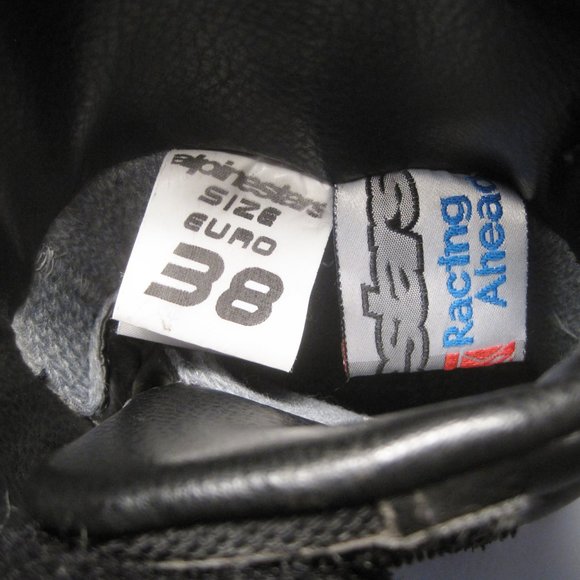 alpinestars
SIZE
EURO
38
stars
Racing
Ahead